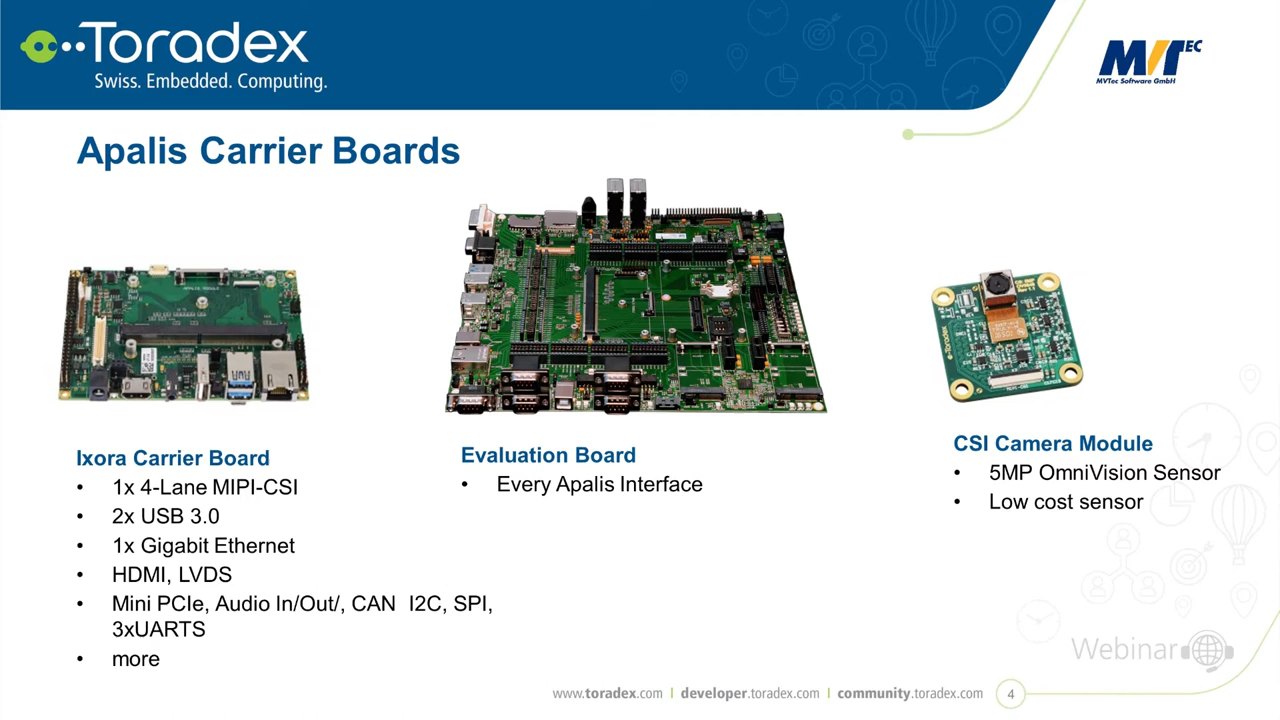 Toradex
Swiss. Embedded. Computing.
MVTEC
MVTec Software GmbH
Apalis Carrier Boards
Toradex
Ixora Carrier Board
• 1x 4-Lane MIPI-CSI
• 2x USB 3.0
• 1x Gigabit Ethernet
• HDMI, LVDS
• Mini PCIe, Audio In/Out/, CAN I2C, SPI,
3xUARTS
• more
Evaluation Board
• Every Apalis Interface
CSI Camera Module
• 5MP OmniVision Sensor
• Low cost sensor
Webinar
www.toradex.com | developer.toradex.com | community.toradex.com
4